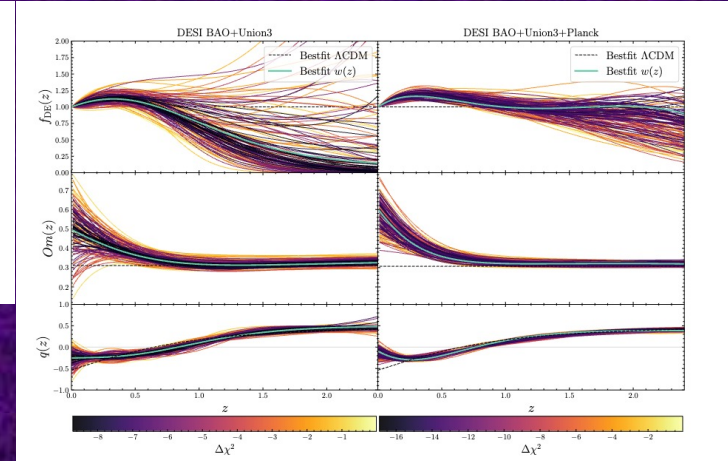 DESI BAO+Union3
DESI BAO+Union3+Planck
Bestfit ΛCDM
Bestfit w(z)
Bestfit ΛCDM
Bestfit w(z)
f_DE(z)
2.00
1.75
1.50
1.25
1.00
0.75
0.50
0.25
0.00
Om(z)
0.7
0.6
0.5
0.4
0.3
0.2
1.0
q(z)
0.5
0.0
−0.5
−1.0
0.0 0.5 1.0 1.5 2.0 0.0 0.5 1.0 1.5 2.0
z z
−8 −7 −6 −5 −4 −3 −2 −1 −16 −14 −12 −10 −8 −6 −4 −2
Δχ² Δχ²